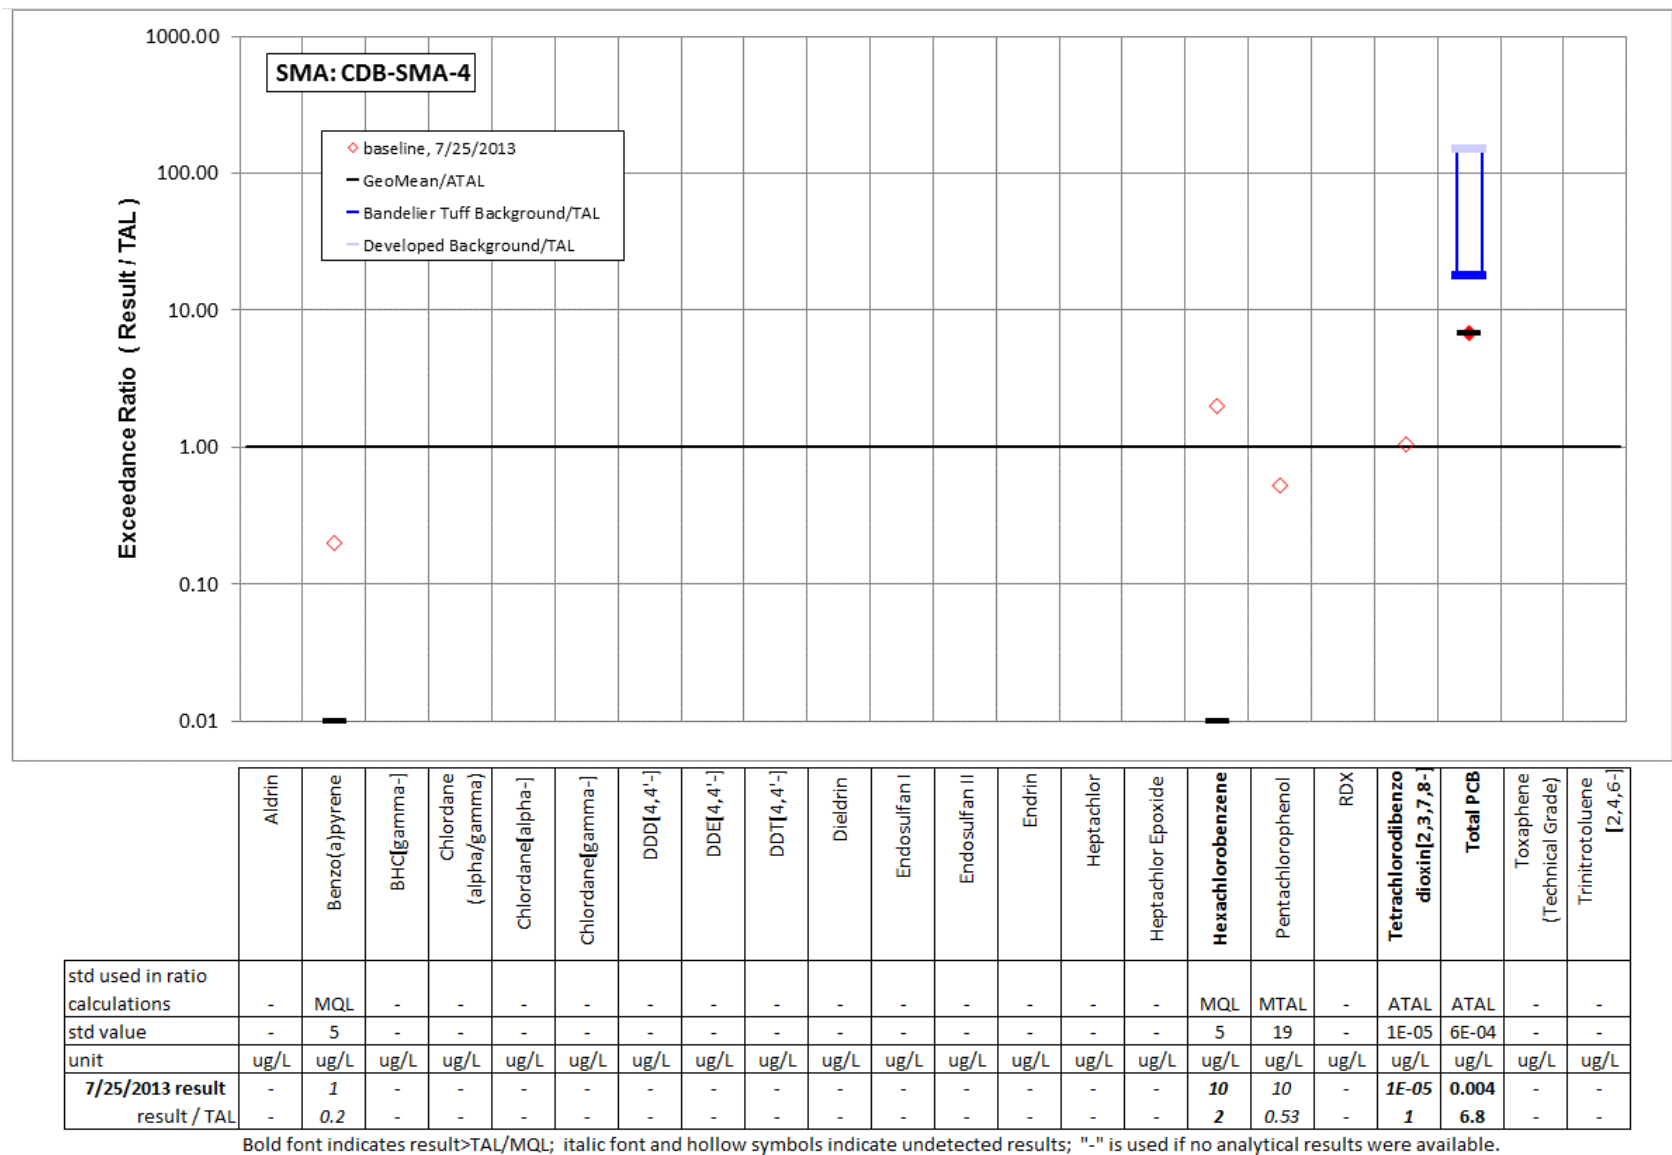 1000.00
SMA: CDB-SMA-4
baseline, 7/25/2013
GeoMean/ATAL
Bandelier Tuff Background/TAL
Developed Background/TAL
100.00
10.00
1.00
0.10
0.01
Exceedance Ratio ( Result / TAL )
Aldrin
Benzo(a)pyrene
BHC[gamma-]
Chlordane
(alpha/gamma)
Chlordane[alpha-]
Chlordane[gamma-]
DDD[4,4'-]
DDE[4,4'-]
DDT[4,4'-]
Dieldrin
Endosulfan I
Endosulfan II
Endrin
Heptachlor
Heptachlor Epoxide
Hexachlorobenzene
Pentachlorophenol
RDX
Tetrachlorodibenzo
dioxin[2,3,7,8-]
Total PCB
Toxaphene
(Technical Grade)
Trinitrotoluene
[2,4,6-]
std used in ratio
calculations - MQL - - - - - - - - - - - - - MQL MTAL - ATAL ATAL - -
std value - 5 - - - - - - - - - - - - - 5 19 - 1E-05 6E-04 - -
unit ug/L ug/L ug/L ug/L ug/L ug/L ug/L ug/L ug/L ug/L ug/L ug/L ug/L ug/L ug/L ug/L ug/L ug/L ug/L ug/L ug/L ug/L
7/25/2013 result - 1 - - - - - - - - - - - - - 10 10 - 1E-05 0.004 - -
result / TAL - 0.2 - - - - - - - - - - - - - 2 0.53 - 1 6.8 - -
Bold font indicates result>TAL/MQL; italic font and hollow symbols indicate undetected results; "-" is used if no analytical results were available.